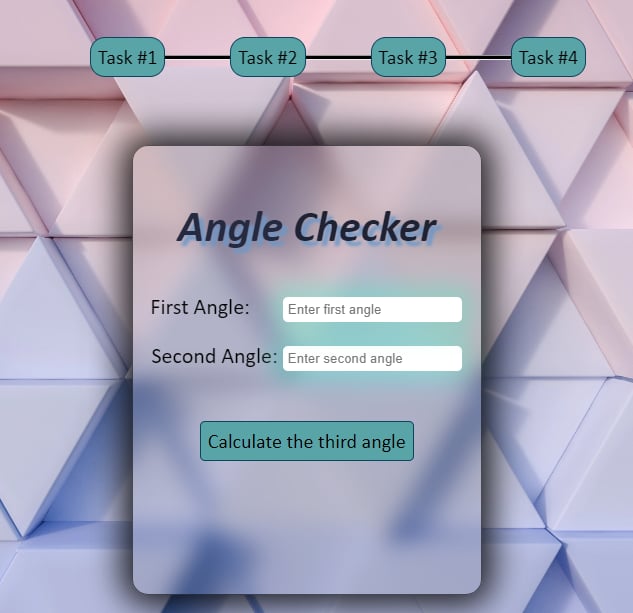 Task #1 Task #2 Task #3 Task #4
Angle Checker
First Angle: Enter first angle
Second Angle: Enter second angle
Calculate the third angle